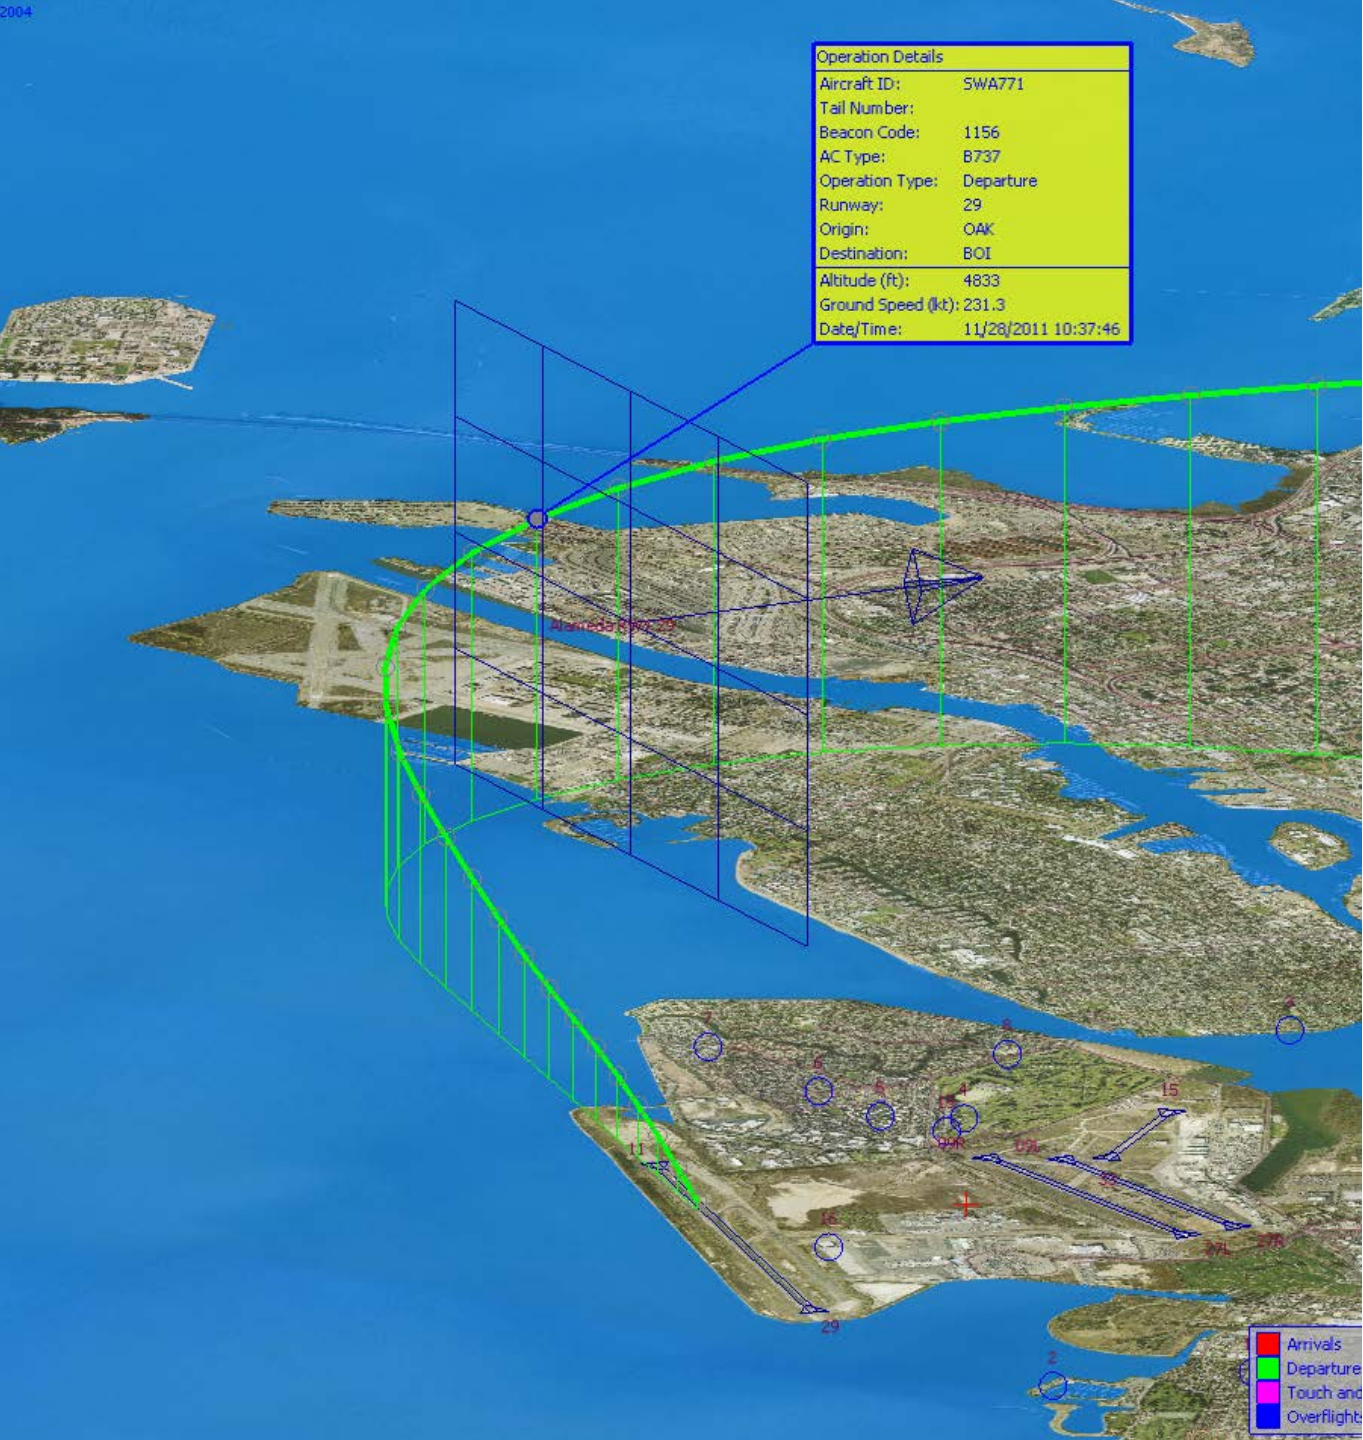 2004
Operation Details
Aircraft ID: SWA771
Tail Number:
Beacon Code: 1156
AC Type: B737
Operation Type: Departure
Runway: 29
Origin: OAK
Destination: BOI
Altitude (ft): 4833
Ground Speed (kt): 231.3
Date/Time: 11/28/2011 10:37:46
Alameda RWY 29
3
7
8
6
5
4
15
11
09R
09L
33
16
27L
27R
29
2
Arrivals
Departure
Touch and
Overflights